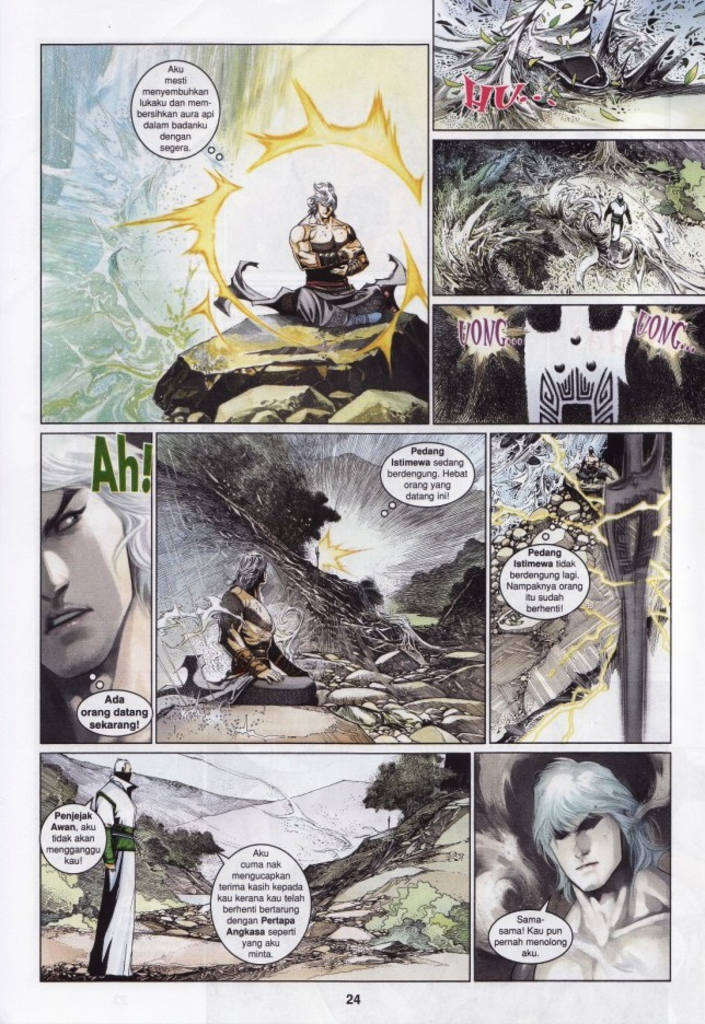 Aku
mesti
menyembuhkan
lukaku dan mem-
bersihkan aura api
dalam badanku
dengan
segera.
HU...
UONG...
UONG...
Ah!
Ada
orang datang
sekarang!
Pedang
Istimewa sedang
berdengung. Hebat
orang yang
datang ini!
Pedang
Istimewa tidak
berdengung lagi.
Nampaknya orang
itu sudah
berhenti!
Penjejak
Awan, aku
tidak akan
mengganggu
kau!
Aku
cuma nak
mengucapkan
terima kasih kepada
kau kerana kau telah
berhenti bertarung
dengan Pertapa
Angkasa seperti
yang aku
minta.
Sama-
sama! Kau pun
pernah menolong
aku.
24